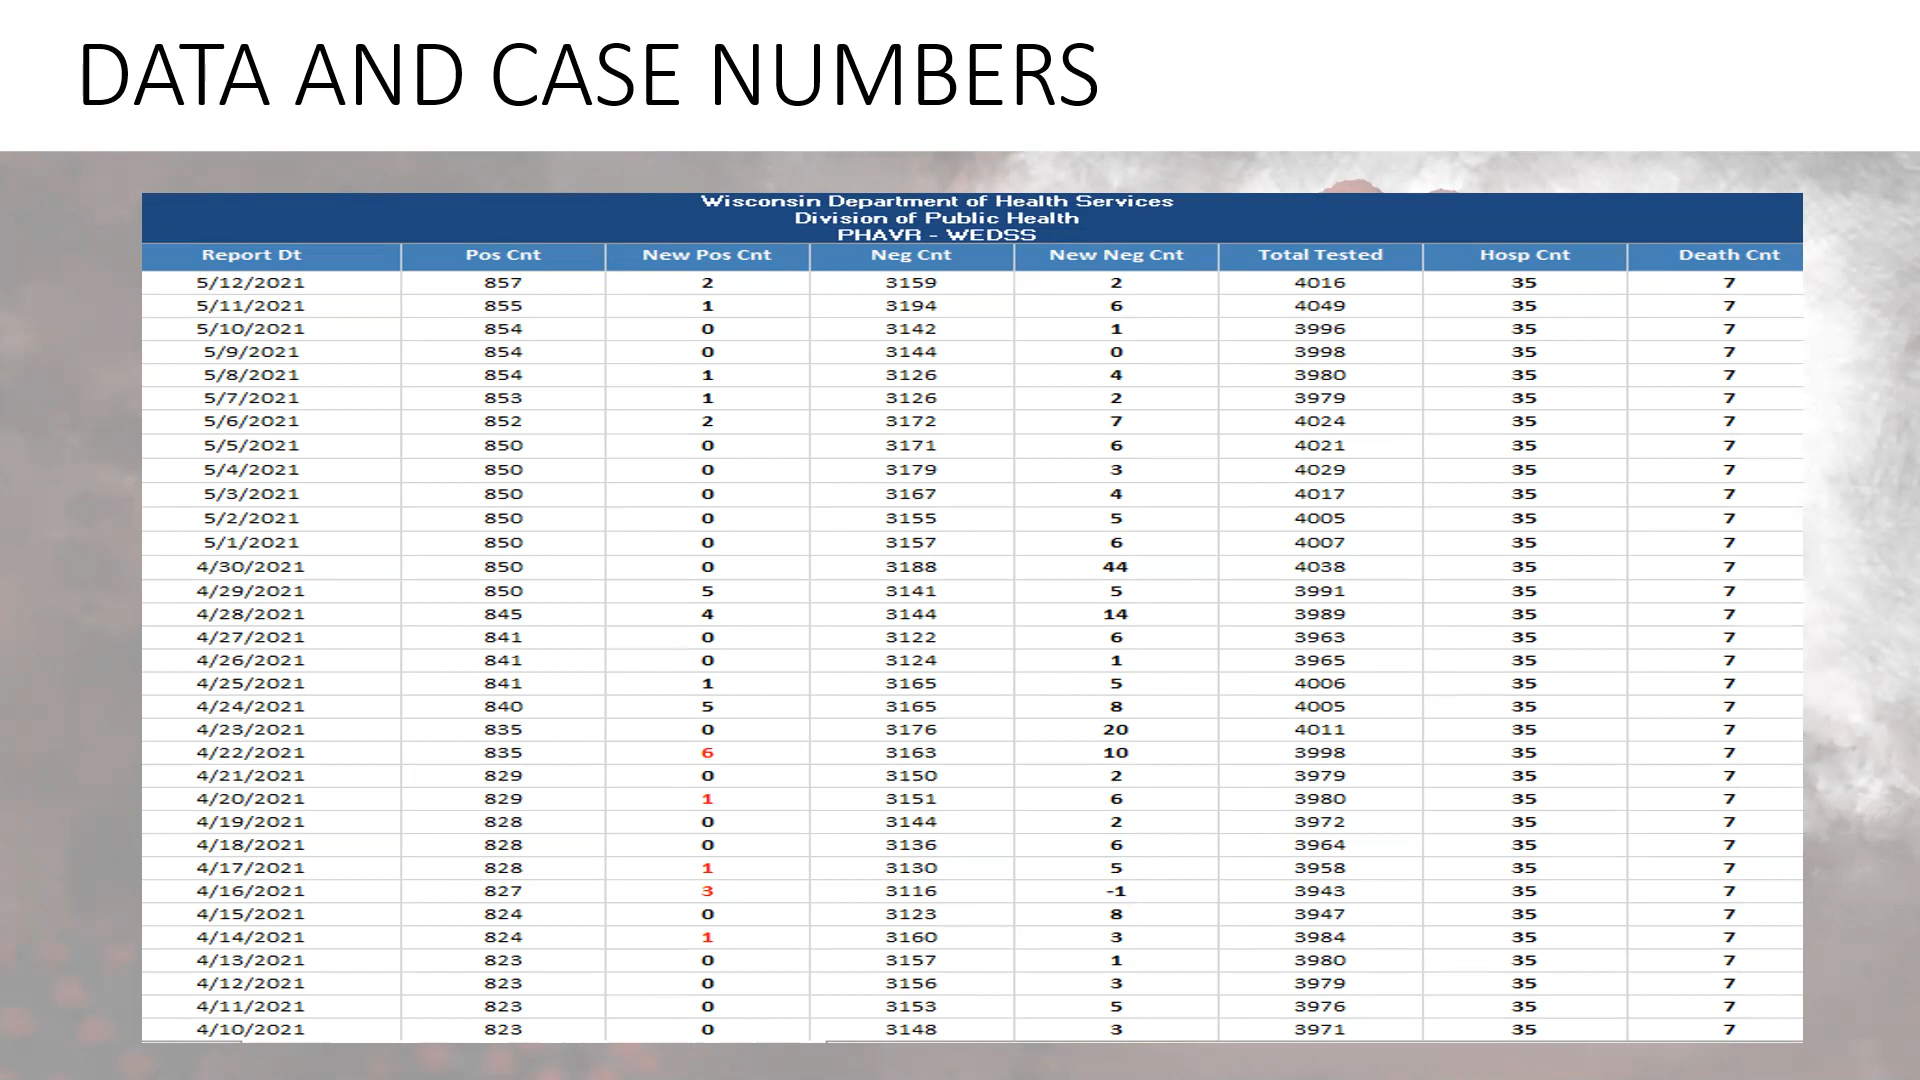 DATA AND CASE NUMBERS
Wisconsin Department of Health Services
Division of Public Health
PHAVR - WEDSS
Report Dt Pos Cnt New Pos Cnt Neg Cnt New Neg Cnt Total Tested Hosp Cnt Death Cnt
5/12/2021 857 2 3159 2 4016 35 7
5/11/2021 855 1 3194 6 4049 35 7
5/10/2021 854 0 3142 1 3996 35 7
5/9/2021 854 0 3144 0 3998 35 7
5/8/2021 854 1 3126 4 3980 35 7
5/7/2021 853 1 3126 2 3979 35 7
5/6/2021 852 2 3172 7 4024 35 7
5/5/2021 850 0 3171 6 4021 35 7
5/4/2021 850 0 3179 3 4029 35 7
5/3/2021 850 0 3167 4 4017 35 7
5/2/2021 850 0 3155 5 4005 35 7
5/1/2021 850 0 3157 6 4007 35 7
4/30/2021 850 0 3188 44 4038 35 7
4/29/2021 850 5 3141 5 3991 35 7
4/28/2021 845 4 3144 14 3989 35 7
4/27/2021 841 0 3122 6 3963 35 7
4/26/2021 841 0 3124 1 3965 35 7
4/25/2021 841 1 3165 5 4006 35 7
4/24/2021 840 5 3165 8 4005 35 7
4/23/2021 835 0 3176 20 4011 35 7
4/22/2021 835 6 3163 10 3998 35 7
4/21/2021 829 0 3150 2 3979 35 7
4/20/2021 829 1 3151 6 3980 35 7
4/19/2021 828 0 3144 2 3972 35 7
4/18/2021 828 0 3136 6 3964 35 7
4/17/2021 828 1 3130 5 3958 35 7
4/16/2021 827 3 3116 -1 3943 35 7
4/15/2021 824 0 3123 8 3947 35 7
4/14/2021 824 1 3160 3 3984 35 7
4/13/2021 823 0 3157 1 3980 35 7
4/12/2021 823 0 3156 3 3979 35 7
4/11/2021 823 0 3153 5 3976 35 7
4/10/2021 823 0 3148 3 3971 35 7